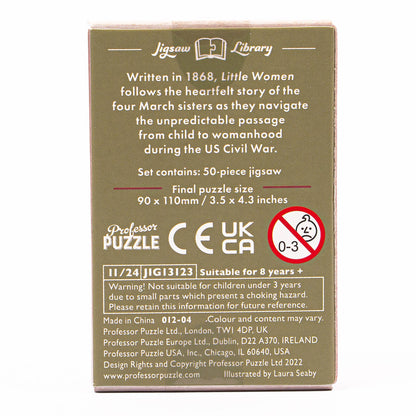 Jigsaw Library
Written in 1868, Little Women
follows the heartfelt story of the
four March sisters as they navigate
the unpredictable passage
from child to womanhood
during the US Civil War.
Set contains: 50-piece jigsaw
Final puzzle size
90 x 110mm / 3.5 x 4.3 inches
Professor
PUZZLE
CE
UK
CA
0-3
11/24 JIG13123 Suitable for 8 years +
Warning! Not suitable for children under 3 years
due to small parts which present a choking hazard.
Please retain this information for future reference.
Made in China 012-04 .Colour and content may vary.
Professor Puzzle Ltd., London, TW1 4DP, UK
Professor Puzzle Europe Ltd., Dublin, D22 A370, IRELAND
Professor Puzzle USA, Inc., Chicago, IL 60640, USA
Design Rights and Copyright Professor Puzzle Ltd 2022
www.professorpuzzle.com Illustrated by Laura Seaby